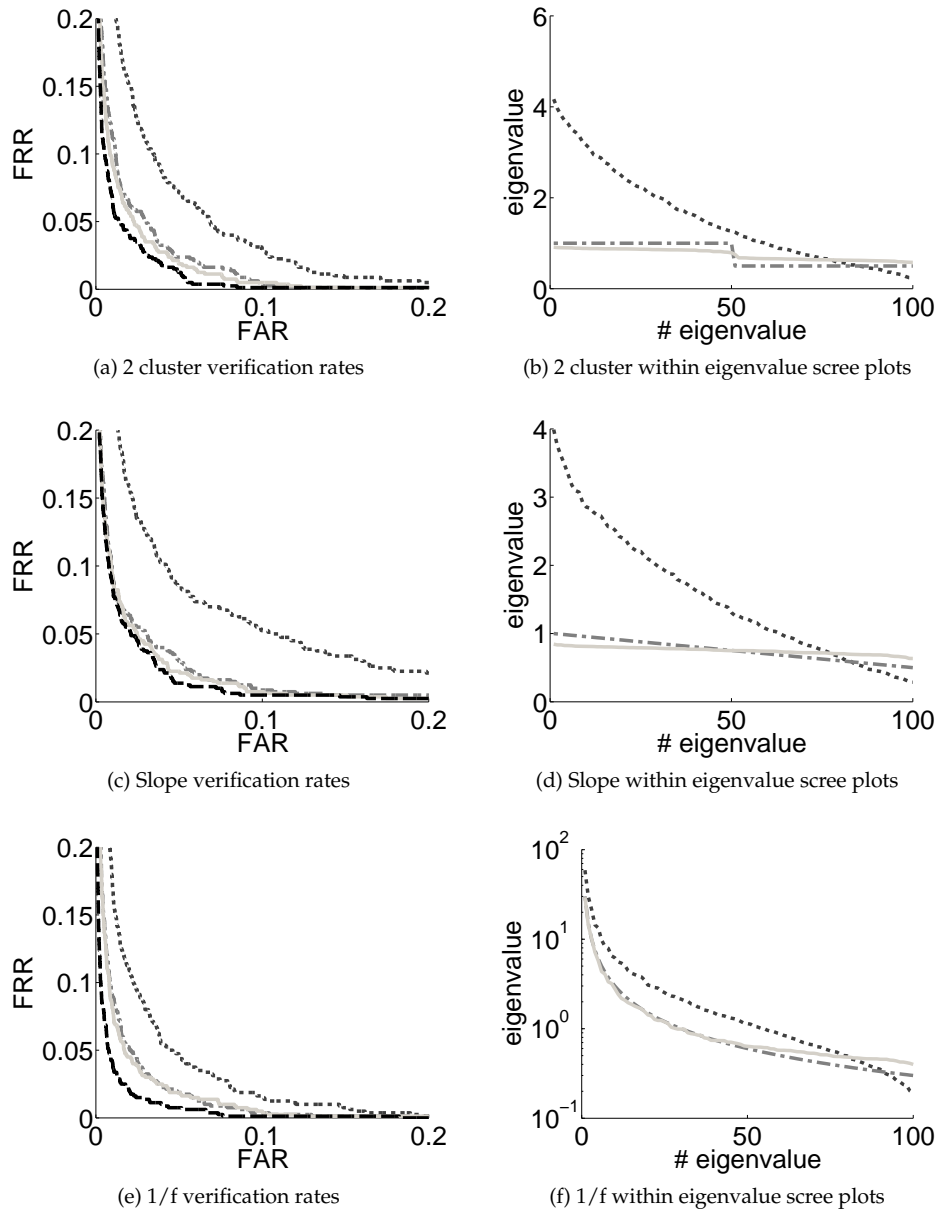 0.2
0.15
0.1
0.05
0
FRR
0
0.1
0.2
FAR
(a) 2 cluster verification rates
6
4
2
0
eigenvalue
0
50
100
# eigenvalue
(b) 2 cluster within eigenvalue scree plots
0.2
0.15
0.1
0.05
0
FRR
0
0.1
0.2
FAR
(c) Slope verification rates
4
3
2
1
0
eigenvalue
0
50
100
# eigenvalue
(d) Slope within eigenvalue scree plots
0.2
0.15
0.1
0.05
0
FRR
0
0.1
0.2
FAR
(e) 1/f verification rates
10²
10¹
10⁰
10⁻¹
eigenvalue
0
50
100
# eigenvalue
(f) 1/f within eigenvalue scree plots